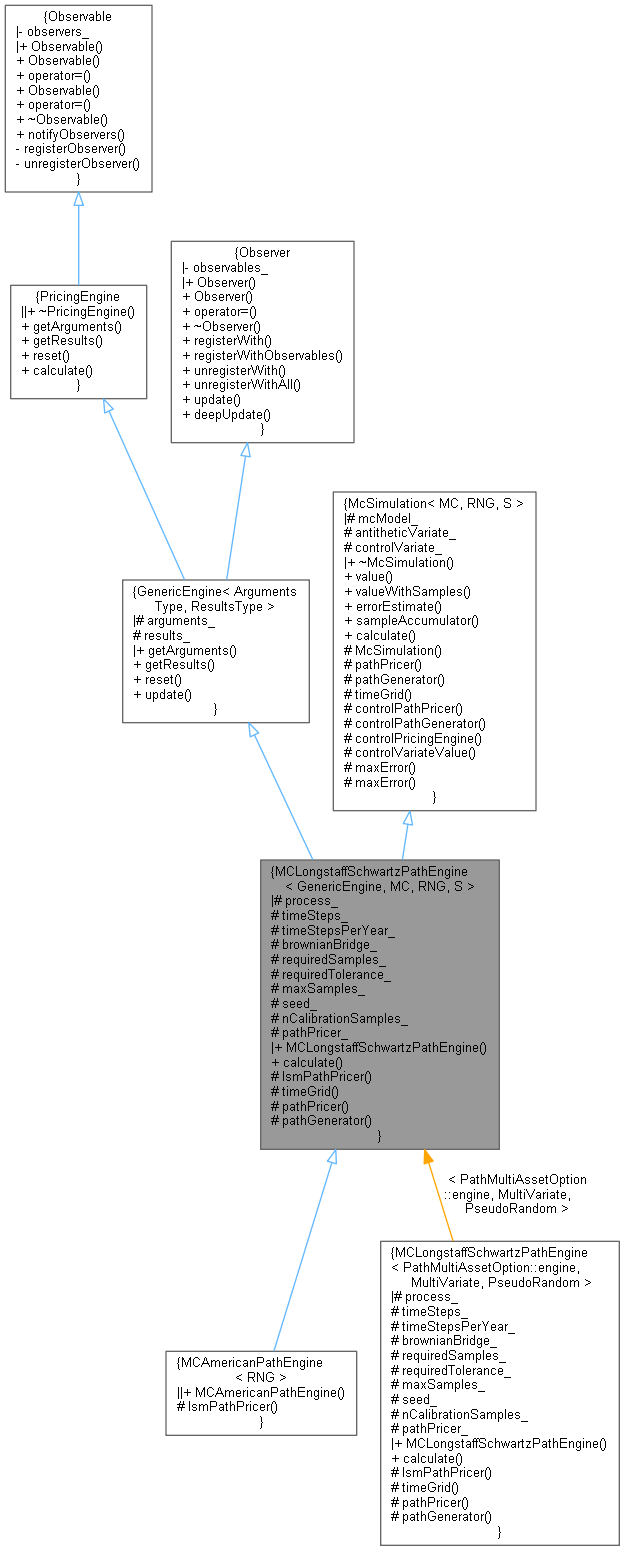 {Observable
|- observers_
|+ Observable()
+ Observable()
+ operator=()
+ Observable()
+ operator=()
+ ~Observable()
+ notifyObservers()
- registerObserver()
- unregisterObserver()
}
{Observer
|- observables_
|+ Observer()
+ Observer()
+ operator=()
+ ~Observer()
+ registerWith()
+ registerWithObservables()
+ unregisterWith()
+ unregisterWithAll()
+ update()
+ deepUpdate()
}
{PricingEngine
||+ ~PricingEngine()
+ getArguments()
+ getResults()
+ reset()
+ calculate()
}
{McSimulation< MC, RNG, S >
|# mcModel_
# antitheticVariate_
# controlVariate_
|+ ~McSimulation()
+ value()
+ valueWithSamples()
+ errorEstimate()
+ sampleAccumulator()
+ calculate()
# McSimulation()
# pathPricer()
# pathGenerator()
# timeGrid()
# controlPathPricer()
# controlPathGenerator()
# controlPricingEngine()
# controlVariateValue()
# maxError()
# maxError()
}
{GenericEngine< Arguments
Type, ResultsType >
|# arguments_
# results_
|+ getArguments()
+ getResults()
+ reset()
+ update()
}
{MCLongstaffSchwartzPathEngine
< GenericEngine, MC, RNG, S >
|# process_
# timeSteps_
# timeStepsPerYear_
# brownianBridge_
# requiredSamples_
# requiredTolerance_
# maxSamples_
# seed_
# nCalibrationSamples_
# pathPricer_
|+ MCLongstaffSchwartzPathEngine()
+ calculate()
# lsmPathPricer()
# timeGrid()
# pathPricer()
# pathGenerator()
}
< PathMultiAssetOption
::engine, MultiVariate,
PseudoRandom >
{MCAmericanPathEngine
< RNG >
||+ MCAmericanPathEngine()
# lsmPathPricer()
}
{MCLongstaffSchwartzPathEngine
< PathMultiAssetOption::engine,
MultiVariate, PseudoRandom >
|# process_
# timeSteps_
# timeStepsPerYear_
# brownianBridge_
# requiredSamples_
# requiredTolerance_
# maxSamples_
# seed_
# nCalibrationSamples_
# pathPricer_
|+ MCLongstaffSchwartzPathEngine()
+ calculate()
# lsmPathPricer()
# timeGrid()
# pathPricer()
# pathGenerator()
}